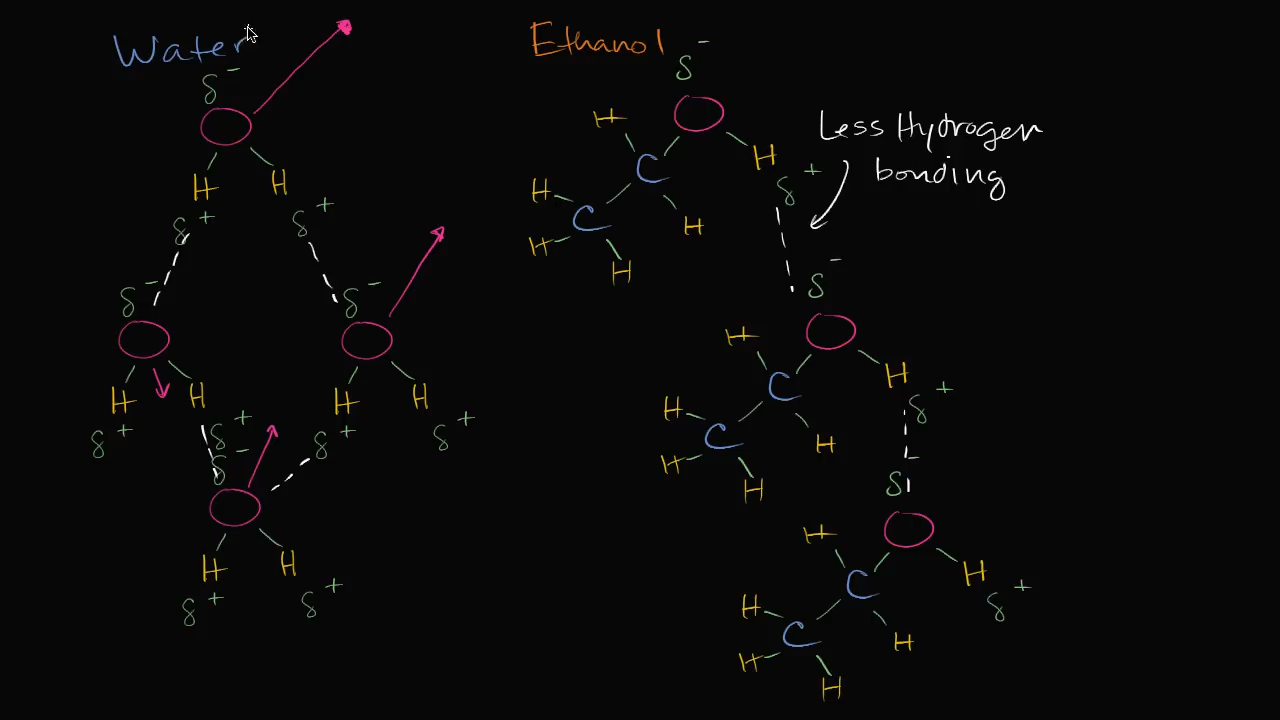 Water
δ-
H H
δ+ δ+
δ- δ-
H H H H
δ+ δ+ δ+ δ+
δ-
H H
δ+ δ+
Ethanol
δ-
H
C H
δ+
H C H
H H
Less Hydrogen
bonding
δ-
H
C H
δ+
H C H
H H
δ-
H
C H
δ+
H C H
H H